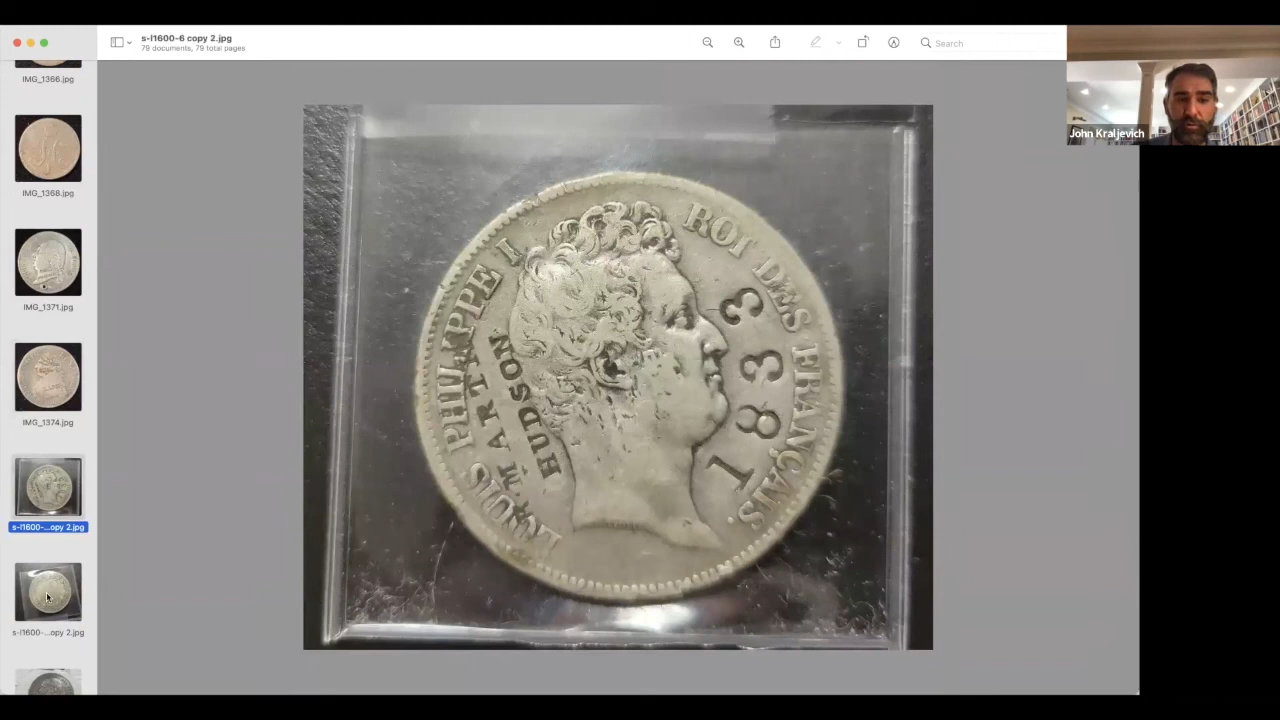 s-l1600-6 copy 2.jpg
79 documents, 79 total pages
Search
John Kraljevich
IMG_1366.jpg
IMG_1368.jpg
IMG_1371.jpg
IMG_1374.jpg
s-l1600-...opy 2.jpg
s-l1600-...opy 2.jpg
LOUIS PHILIPPE I
ROI DES FRANÇAIS.
MARTIN
HUDSON
1833